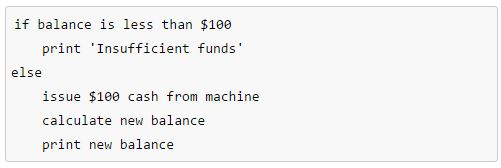 if balance is less than $100
    print 'Insufficient funds'
else
    issue $100 cash from machine
    calculate new balance
    print new balance